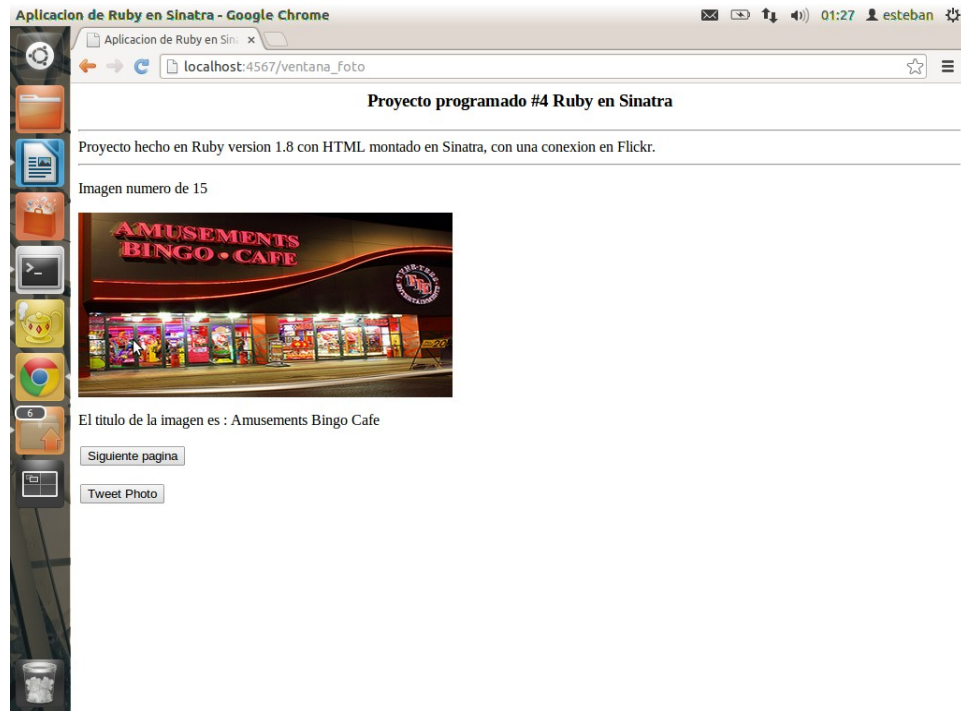 Aplicacion de Ruby en Sinatra - Google Chrome
01:27 esteban
Aplicacion de Ruby en Sin
localhost:4567/ventana_foto
Proyecto programado #4 Ruby en Sinatra
Proyecto hecho en Ruby version 1.8 con HTML montado en Sinatra, con una conexion en Flickr.
Imagen numero de 15
AMUSEMENTS
BINGO • CAFE
El titulo de la imagen es : Amusements Bingo Cafe
6
Siguiente pagina
Tweet Photo